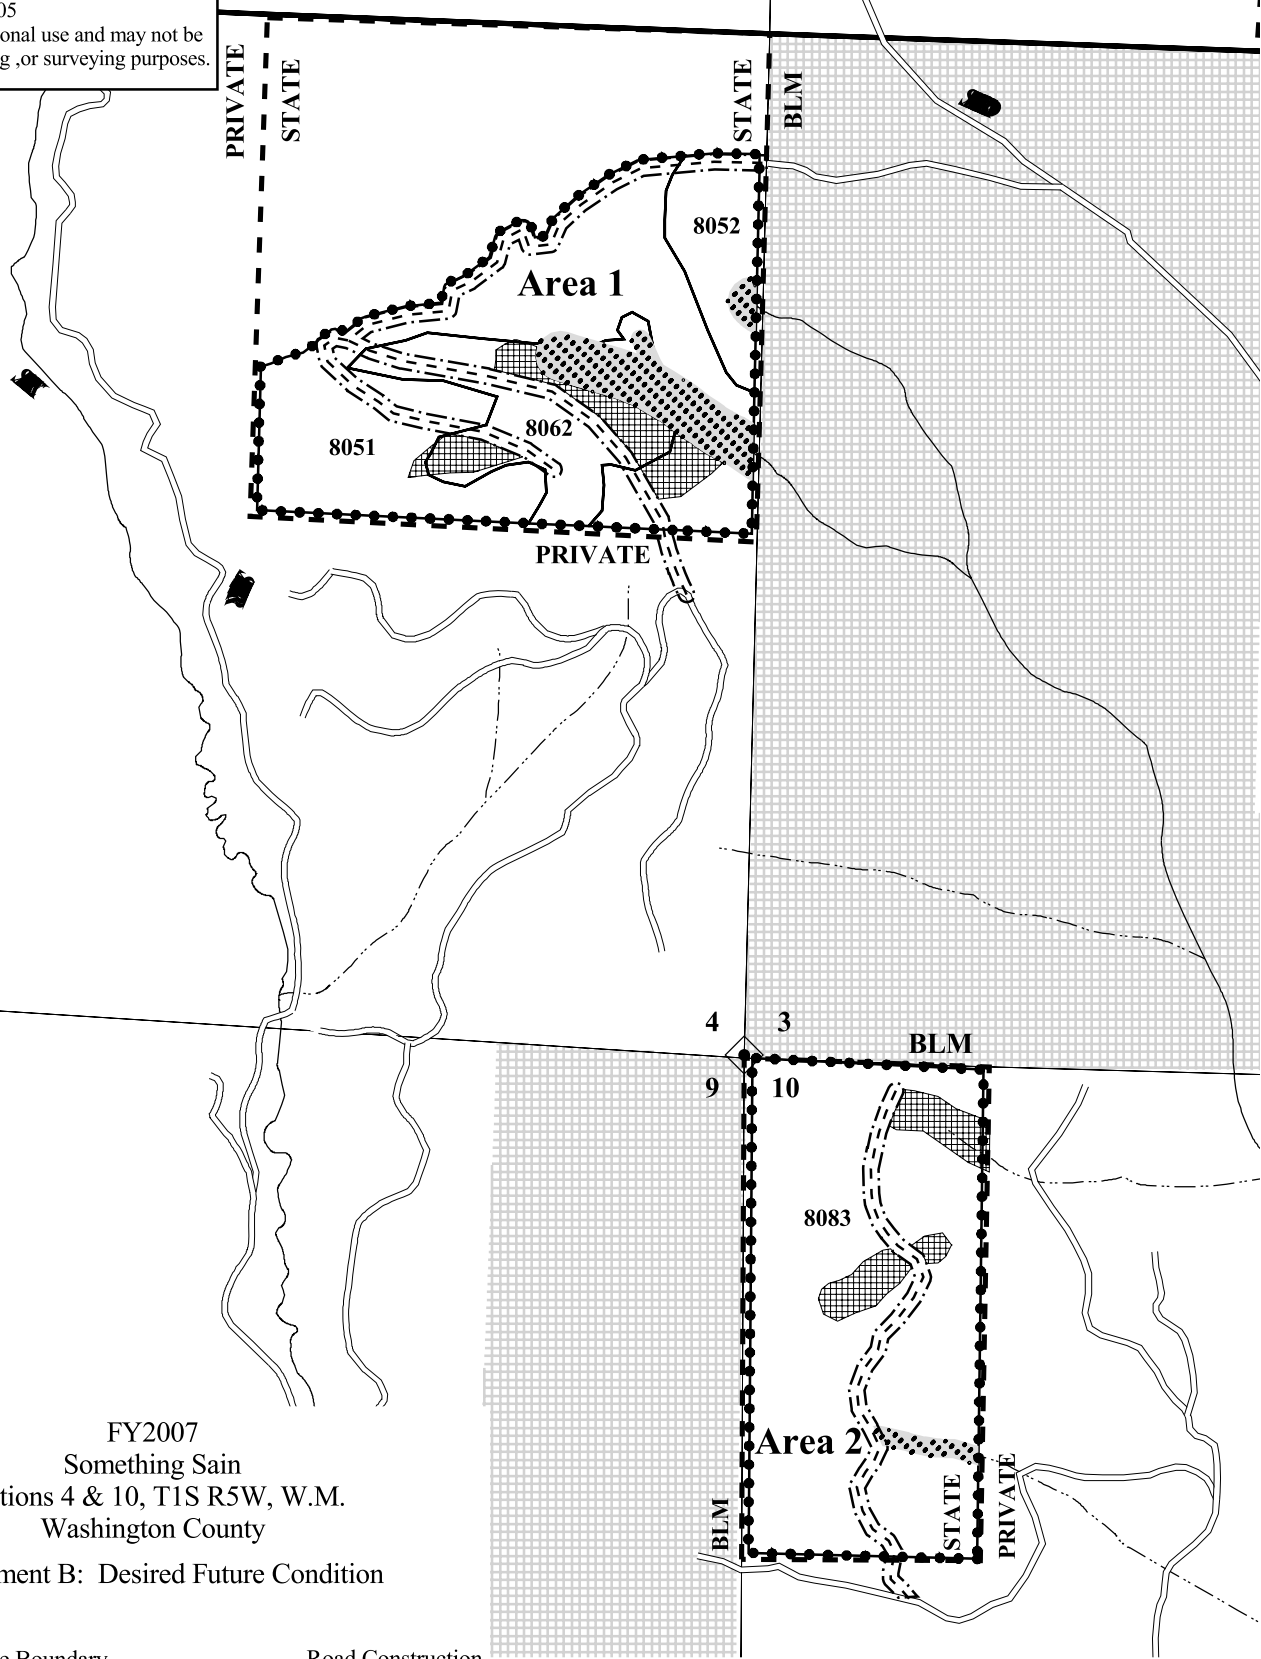 05
onal use and may not be
g ,or surveying purposes.
PRIVATE
STATE
STATE
BLM
8052
Area 1
8062
8051
PRIVATE
4
3
BLM
9
10
8083
Area 2
BLM
STATE
PRIVATE
FY2007
Something Sain
tions 4 & 10, T1S R5W, W.M.
Washington County
ment B: Desired Future Condition
e Boundary
Road Construction